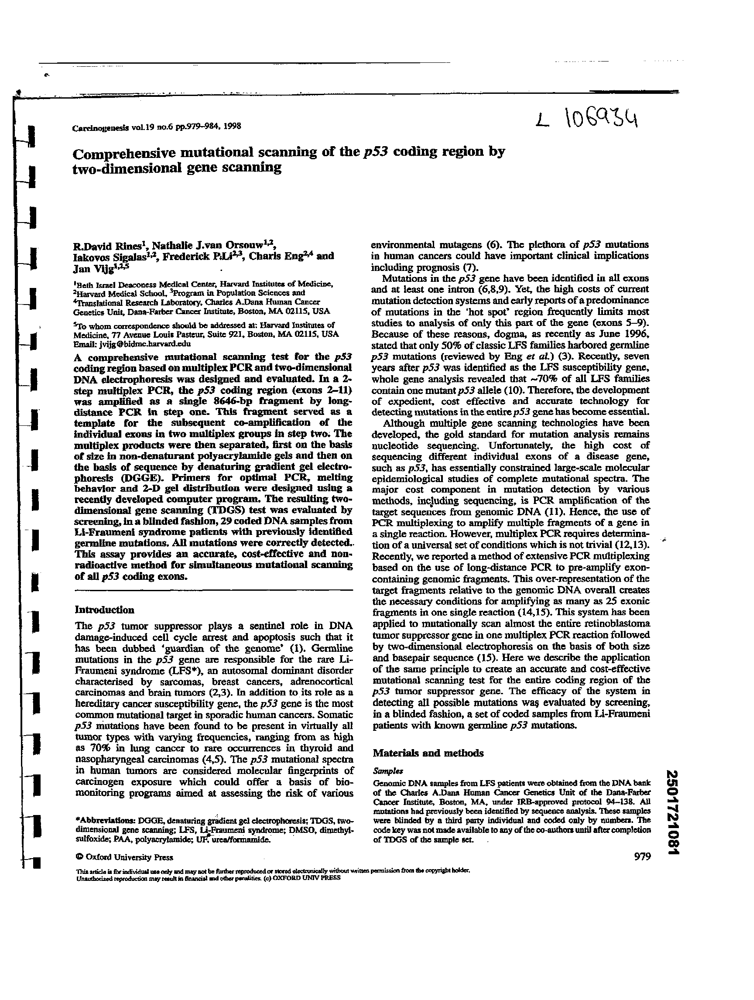 L 106934
Carcinogenesis vol.19 no.6 pp.979–984, 1998
Comprehensive mutational scanning of the p53 coding region by
two-dimensional gene scanning
R.David Rines1, Nathalie J.van Orsouw1,2,
Iakovos Sigalas1,2, Frederick P.Li2,3, Charis Eng2,4 and
Jan Vijg1,2,5
1Beth Israel Deaconess Medical Center, Harvard Institutes of Medicine,
2Harvard Medical School, 3Program in Population Sciences and
4Translational Research Laboratory, Charles A.Dana Human Cancer
Genetics Unit, Dana-Farber Cancer Institute, Boston, MA 02115, USA
5To whom correspondence should be addressed at: Harvard Institutes of
Medicine, 77 Avenue Louis Pasteur, Suite 921, Boston, MA 02115, USA
Email: jvijg@bidmc.harvard.edu
A comprehensive mutational scanning test for the p53
coding region based on multiplex PCR and two-dimensional
DNA electrophoresis was designed and evaluated. In a 2-
step multiplex PCR, the p53 coding region (exons 2–11)
was amplified as a single 8646-bp fragment by long-
distance PCR in step one. This fragment served as a
template for the subsequent co-amplification of the
individual exons in two multiplex groups in step two. The
multiplex products were then separated, first on the basis
of size in non-denaturant polyacrylamide gels and then on
the basis of sequence by denaturing gradient gel electro-
phoresis (DGGE). Primers for optimal PCR, melting
behavior and 2-D gel distribution were designed using a
recently developed computer program. The resulting two-
dimensional gene scanning (TDGS) test was evaluated by
screening, in a blinded fashion, 29 coded DNA samples from
Li-Fraumeni syndrome patients with previously identified
germline mutations. All mutations were correctly detected.
This assay provides an accurate, cost-effective and non-
radioactive method for simultaneous mutational scanning
of all p53 coding exons.
Introduction
The p53 tumor suppressor plays a sentinel role in DNA
damage-induced cell cycle arrest and apoptosis such that it
has been dubbed 'guardian of the genome' (1). Germline
mutations in the p53 gene are responsible for the rare Li-
Fraumeni syndrome (LFS*), an autosomal dominant disorder
characterised by sarcomas, breast cancers, adrenocortical
carcinomas and brain tumors (2,3). In addition to its role as a
hereditary cancer susceptibility gene, the p53 gene is the most
common mutational target in sporadic human cancers. Somatic
p53 mutations have been found to be present in virtually all
tumor types with varying frequencies, ranging from as high
as 70% in lung cancer to rare occurrences in thyroid and
nasopharyngeal carcinomas (4,5). The p53 mutational spectra
in human tumors are considered molecular fingerprints of
carcinogen exposure which could offer a basis of bio-
monitoring programs aimed at assessing the risk of various
*Abbreviations: DGGE, denaturing gradient gel electrophoresis; TDGS, two-
dimensional gene scanning; LFS, Li-Fraumeni syndrome; DMSO, dimethyl-
sulfoxide; PAA, polyacrylamide; UF, urea/formamide.
© Oxford University Press
environmental mutagens (6). The plethora of p53 mutations
in human cancers could have important clinical implications
including prognosis (7).
Mutations in the p53 gene have been identified in all exons
and at least one intron (6,8,9). Yet, the high costs of current
mutation detection systems and early reports of a predominance
of mutations in the 'hot spot' region frequently limits most
studies to analysis of only this part of the gene (exons 5–9).
Because of these reasons, dogma, as recently as June 1996,
stated that only 50% of classic LFS families harbored germline
p53 mutations (reviewed by Eng et al.) (3). Recently, seven
years after p53 was identified as the LFS susceptibility gene,
whole gene analysis revealed that ~70% of all LFS families
contain one mutant p53 allele (10). Therefore, the development
of expedient, cost effective and accurate technology for
detecting mutations in the entire p53 gene has become essential.
Although multiple gene scanning technologies have been
developed, the gold standard for mutation analysis remains
nucleotide sequencing. Unfortunately, the high cost of
sequencing different individual exons of a disease gene,
such as p53, has essentially constrained large-scale molecular
epidemiological studies of complete mutational spectra. The
major cost component in mutation detection by various
methods, including sequencing, is PCR amplification of the
target sequences from genomic DNA (11). Hence, the use of
PCR multiplexing to amplify multiple fragments of a gene in
a single reaction. However, multiplex PCR requires determina-
tion of a universal set of conditions which is not trivial (12,13).
Recently, we reported a method of extensive PCR multiplexing
based on the use of long-distance PCR to pre-amplify exon-
containing genomic fragments. This over-representation of the
target fragments relative to the genomic DNA overall creates
the necessary conditions for amplifying as many as 25 exonic
fragments in one single reaction (14,15). This system has been
applied to mutationally scan almost the entire retinoblastoma
tumor suppressor gene in one multiplex PCR reaction followed
by two-dimensional electrophoresis on the basis of both size
and basepair sequence (15). Here we describe the application
of the same principle to create an accurate and cost-effective
mutational scanning test for the entire coding region of the
p53 tumor suppressor gene. The efficacy of the system in
detecting all possible mutations was evaluated by screening,
in a blinded fashion, a set of coded samples from Li-Fraumeni
patients with known germline p53 mutations.
Materials and methods
Samples
Genomic DNA samples from LFS patients were obtained from the DNA bank
of the Charles A.Dana Human Cancer Genetics Unit of the Dana-Farber
Cancer Institute, Boston, MA, under IRB-approved protocol 94–138. All
mutations had previously been identified by sequence analysis. These samples
were blinded by a third party individual and coded only by numbers. The
code key was not made available to any of the co-authors until after completion
of TDGS of the sample set.
979
This article is for individual use only and may not be further reproduced or stored electronically without written permission from the copyright holder.
Unauthorized reproduction may result in financial and other penalties. (c) OXFORD UNIV PRESS
2501721081